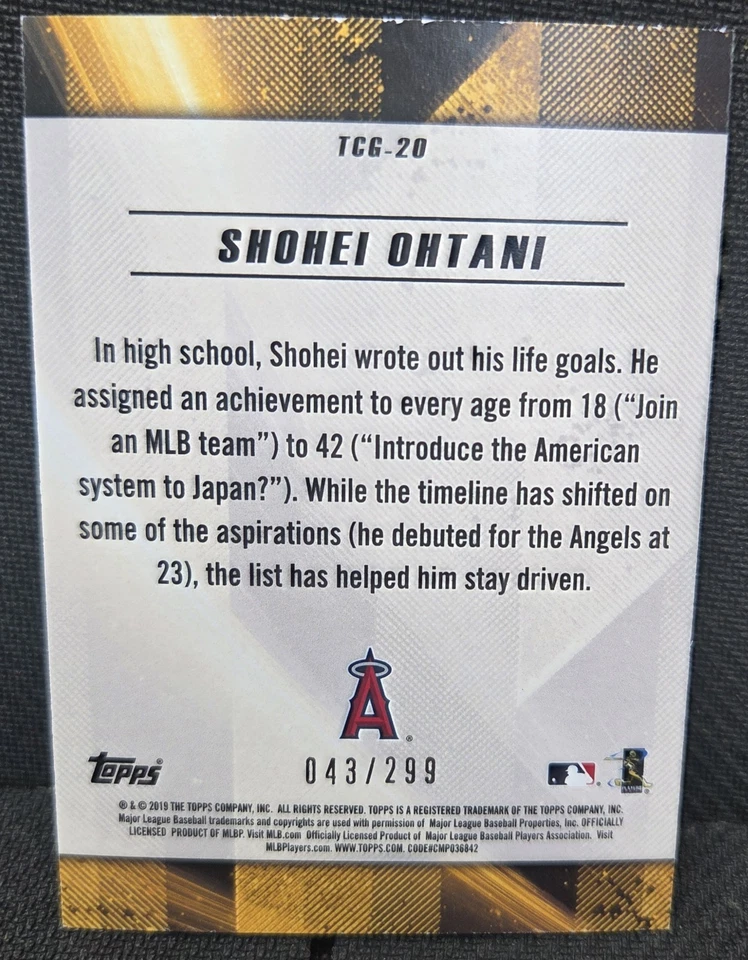 TCG-20
SHOHEI OHTANI
In high school, Shohei wrote out his life goals. He
assigned an achievement to every age from 18 (“Join
an MLB team”) to 42 (“Introduce the American
system to Japan?”). While the timeline has shifted on
some of the aspirations (he debuted for the Angels at
23), the list has helped him stay driven.
A®
topps® 043/299
® & © 2019 THE TOPPS COMPANY, INC. ALL RIGHTS RESERVED. TOPPS IS A REGISTERED TRADEMARK OF THE TOPPS COMPANY, INC.
Major League Baseball trademarks and copyrights are used with permission of Major League Baseball Properties, Inc. OFFICIALLY
LICENSED PRODUCT OF MLBP. Visit MLB.com Officially Licensed Product of Major League Baseball Players Association. Visit
MLBPlayers.com. WWW.TOPPS.COM. CODE#CMP036842